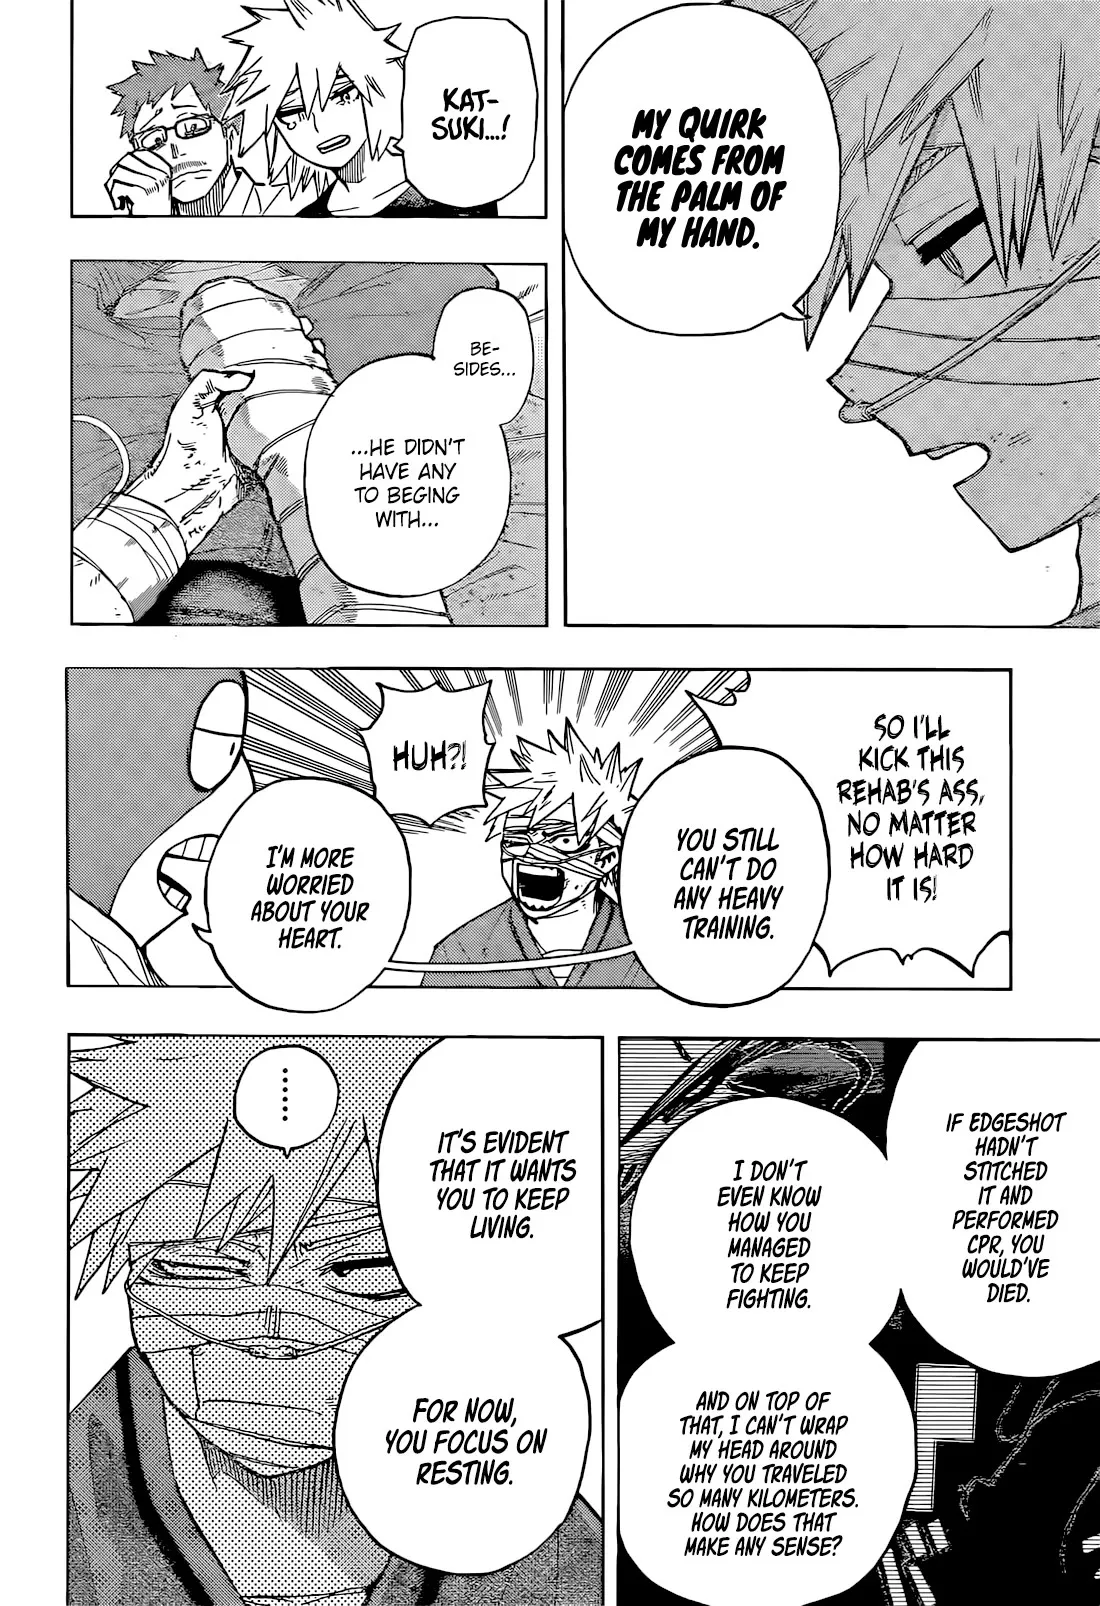 MY QUIRK
COMES FROM
THE PALM OF
MY HAND.
KAT-
SUKI...!
BE-
SIDES...
...HE DIDN'T
HAVE ANY
TO BEGING
WITH...
SO I'LL
KICK THIS
REHAB'S ASS,
NO MATTER
HOW HARD
IT IS!
YOU STILL
CAN'T DO
ANY HEAVY
TRAINING.
HUH?!
I'M MORE
WORRIED
ABOUT YOUR
HEART.
IF EDGESHOT
HADN'T
STITCHED
IT AND
PERFORMED
CPR, YOU
WOULD'VE
DIED.
I DON'T
EVEN KNOW
HOW YOU
MANAGED
TO KEEP
FIGHTING.
AND ON TOP OF
THAT, I CAN'T WRAP
MY HEAD AROUND
WHY YOU TRAVELED
SO MANY KILOMETERS.
HOW DOES THAT
MAKE ANY SENSE?
IT'S EVIDENT
THAT IT WANTS
YOU TO KEEP
LIVING.
......
FOR NOW,
YOU FOCUS ON
RESTING.